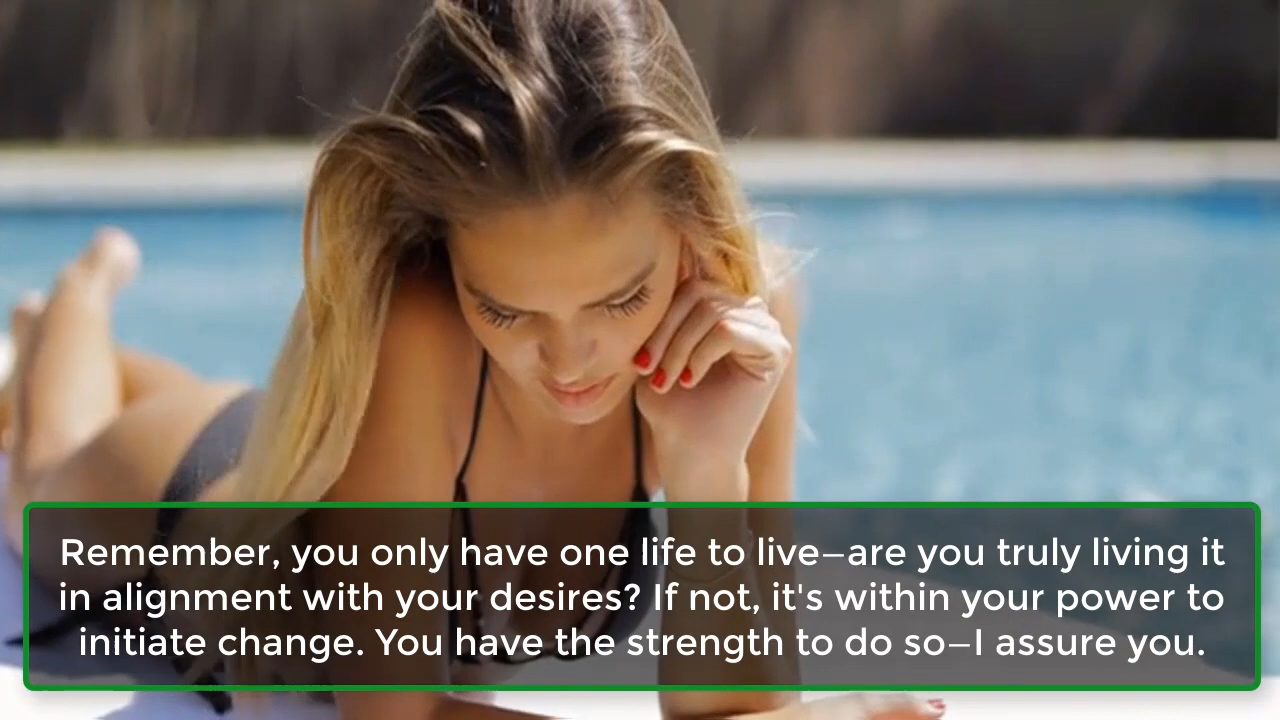 Remember, you only have one life to live—are you truly living it
in alignment with your desires? If not, it's within your power to
initiate change. You have the strength to do so—I assure you.